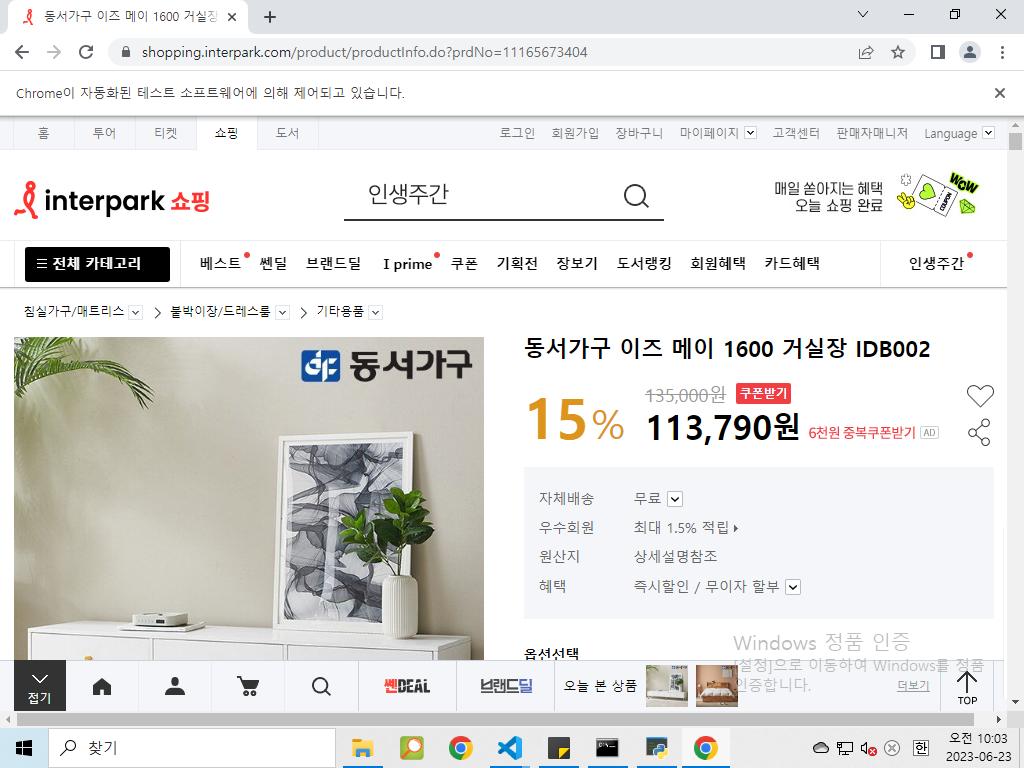 동서가구 이즈 메이 1600 거실장
shopping.interpark.com/product/productInfo.do?prdNo=11165673404
Chrome이 자동화된 테스트 소프트웨어에 의해 제어되고 있습니다.
홈 투어 티켓 쇼핑 도서 로그인 회원가입 장바구니 마이페이지 고객센터 판매자매니저 Language
interpark 쇼핑
인생주간
매일 쏟아지는 혜택
오늘 쇼핑 완료
WOW
COUPON
전체 카테고리 베스트 쎈딜 브랜드딜 I prime 쿠폰 기획전 장보기 도서랭킹 회원혜택 카드혜택 인생주간
침실가구/매트리스 붙박이장/드레스룸 기타용품
동서가구
동서가구 이즈 메이 1600 거실장 IDB002
15%
135,000원 쿠폰받기
113,790원 6천원 중복쿠폰받기 AD
자체배송 무료
우수회원 최대 1.5% 적립
원산지 상세설명참조
혜택 즉시할인 / 무이자 할부
옵션선택
Windows 정품 인증
[설정]으로 이동하여 Windows를 정품
인증합니다.
접기
쎈DEAL
브랜드딜
오늘 본 상품
더보기
TOP
찾기
한
오전 10:03
2023-06-23